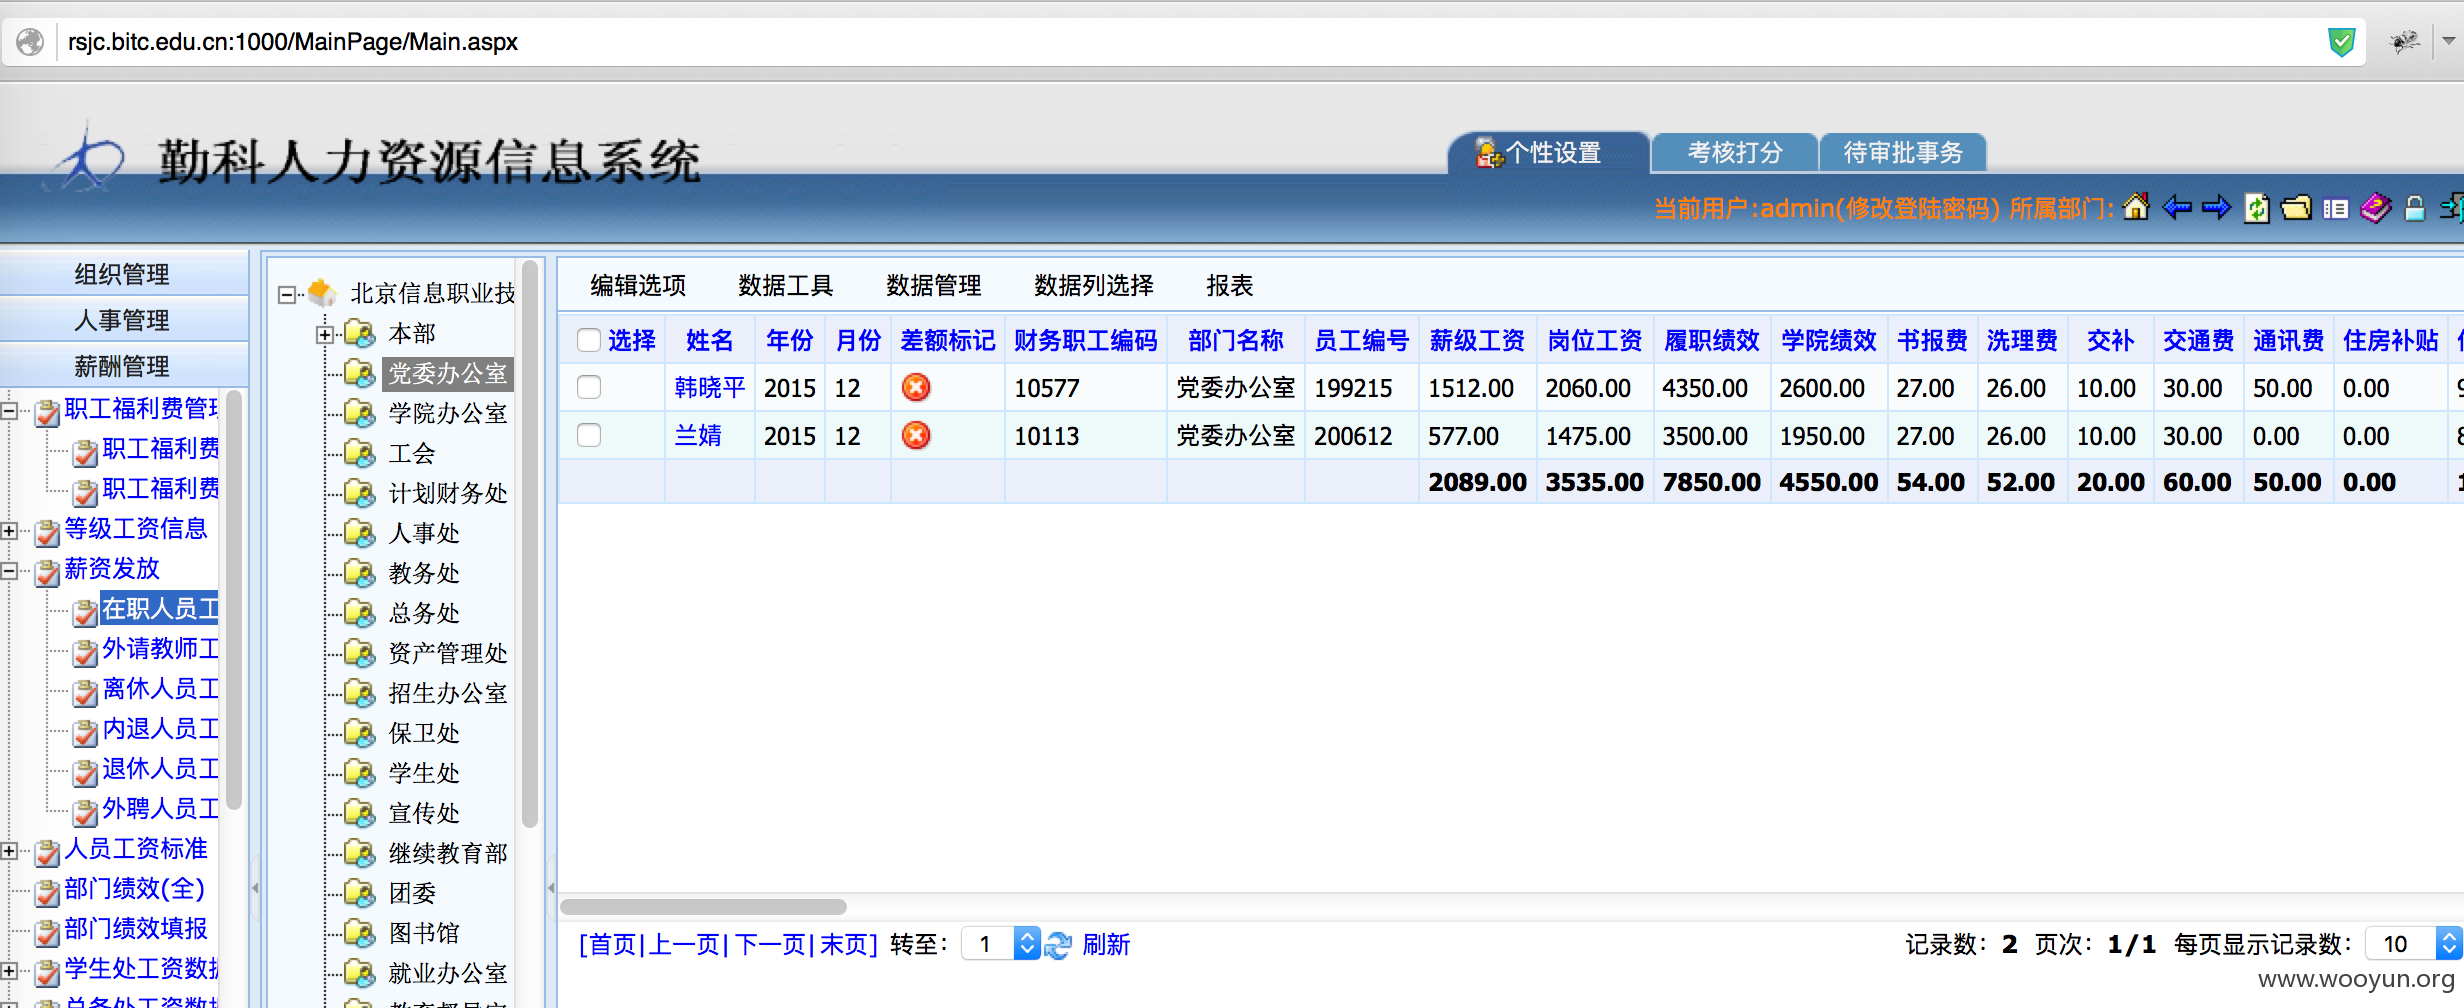 rsjc.bitc.edu.cn:1000/MainPage/Main.aspx
勤科人力资源信息系统
个性设置 考核打分 待审批事务
当前用户:admin(修改登陆密码) 所属部门:
组织管理
人事管理
薪酬管理
职工福利费管理
职工福利费
职工福利费
等级工资信息
薪资发放
在职人员工
外请教师工
离休人员工
内退人员工
退休人员工
外聘人员工
人员工资标准
部门绩效(全)
部门绩效填报
学生处工资数据
总务处工资数据
北京信息职业技
本部
党委办公室
学院办公室
工会
计划财务处
人事处
教务处
总务处
资产管理处
招生办公室
保卫处
学生处
宣传处
继续教育部
团委
图书馆
就业办公室
编辑选项 数据工具 数据管理 数据列选择 报表
选择 姓名 年份 月份 差额标记 财务职工编码 部门名称 员工编号 薪级工资 岗位工资 履职绩效 学院绩效 书报费 洗理费 交补 交通费 通讯费 住房补贴
韩晓平 2015 12 10577 党委办公室 199215 1512.00 2060.00 4350.00 2600.00 27.00 26.00 10.00 30.00 50.00 0.00
兰婧 2015 12 10113 党委办公室 200612 577.00 1475.00 3500.00 1950.00 27.00 26.00 10.00 30.00 0.00 0.00
2089.00 3535.00 7850.00 4550.00 54.00 52.00 20.00 60.00 50.00 0.00
[首页|上一页|下一页|末页] 转至: 1 刷新
记录数: 2 页次: 1/1 每页显示记录数: 10
www.wooyun.org